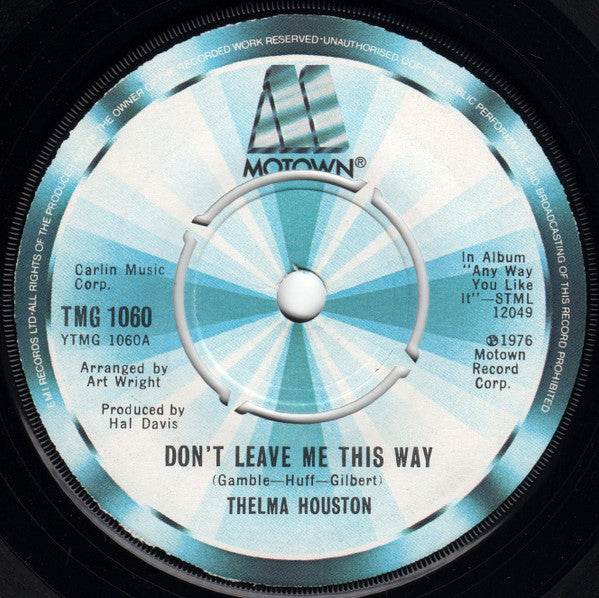 EMI RECORDS LTD·ALL RIGHTS OF THE PRODUCER AND OF THE OWNER OF THE RECORDED WORK RESERVED·UNAUTHORISED COPYING PUBLIC PERFORMANCE AND BROADCASTING OF THIS RECORD PROHIBITED
MOTOWN®
Carlin Music
Corp.
TMG 1060
YTMG 1060A
Arranged by
Art Wright
Produced by
Hal Davis
In Album
"Any Way
You Like
It"—STML
12049
℗1976
Motown
Record
Corp.
DON'T LEAVE ME THIS WAY
(Gamble—Huff—Gilbert)
THELMA HOUSTON